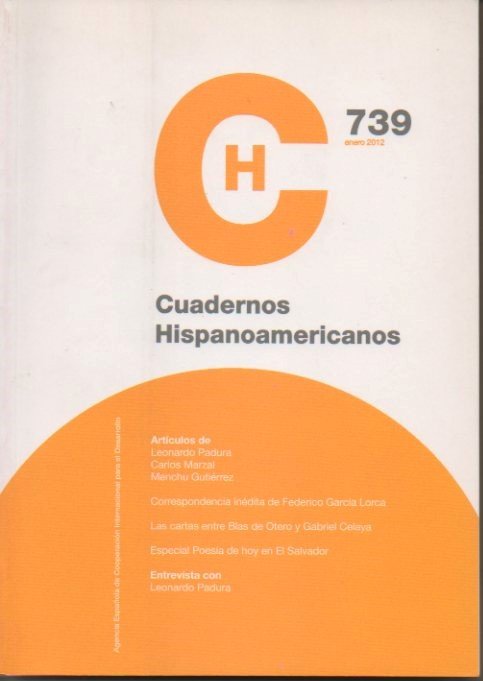 C
H
739
enero 2012
Cuadernos
Hispanoamericanos
Artículos de
Leonardo Padura
Carlos Marzal
Menchu Gutiérrez
Correspondencia inédita de Federico García Lorca
Las cartas entre Blas de Otero y Gabriel Celaya
Especial Poesía de hoy en El Salvador
Entrevista con
Leonardo Padura
Agencia Española de Cooperación Internacional para el Desarrollo